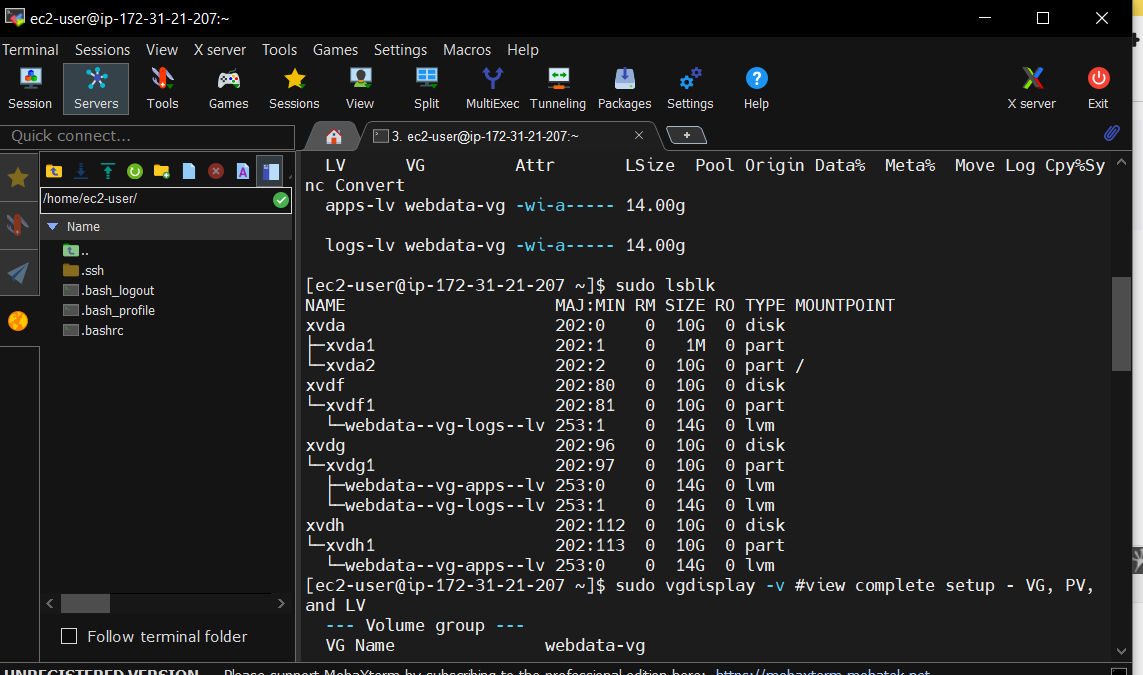 ec2-user@ip-172-31-21-207:~
Terminal Sessions View X server Tools Games Settings Macros Help
Session Servers Tools Games Sessions View Split MultiExec Tunneling Packages Settings Help X server Exit
Quick connect...
3. ec2-user@ip-172-31-21-207:~
/home/ec2-user/
Name
..
.ssh
.bash_logout
.bash_profile
.bashrc
Follow terminal folder
LV VG Attr LSize Pool Origin Data% Meta% Move Log Cpy%Sy
nc Convert
apps-lv webdata-vg -wi-a----- 14.00g
logs-lv webdata-vg -wi-a----- 14.00g
[ec2-user@ip-172-31-21-207 ~]$ sudo lsblk
NAME MAJ:MIN RM SIZE RO TYPE MOUNTPOINT
xvda 202:0 0 10G 0 disk
├─xvda1 202:1 0 1M 0 part
└─xvda2 202:2 0 10G 0 part /
xvdf 202:80 0 10G 0 disk
└─xvdf1 202:81 0 10G 0 part
└─webdata--vg-logs--lv 253:1 0 14G 0 lvm
xvdg 202:96 0 10G 0 disk
└─xvdg1 202:97 0 10G 0 part
├─webdata--vg-apps--lv 253:0 0 14G 0 lvm
└─webdata--vg-logs--lv 253:1 0 14G 0 lvm
xvdh 202:112 0 10G 0 disk
└─xvdh1 202:113 0 10G 0 part
└─webdata--vg-apps--lv 253:0 0 14G 0 lvm
[ec2-user@ip-172-31-21-207 ~]$ sudo vgdisplay -v #view complete setup - VG, PV,
and LV
--- Volume group ---
VG Name webdata-vg
UNREGISTERED VERSION - Please support MobaXterm by subscribing to the professional edition here: https://mobaxterm.mobatek.net